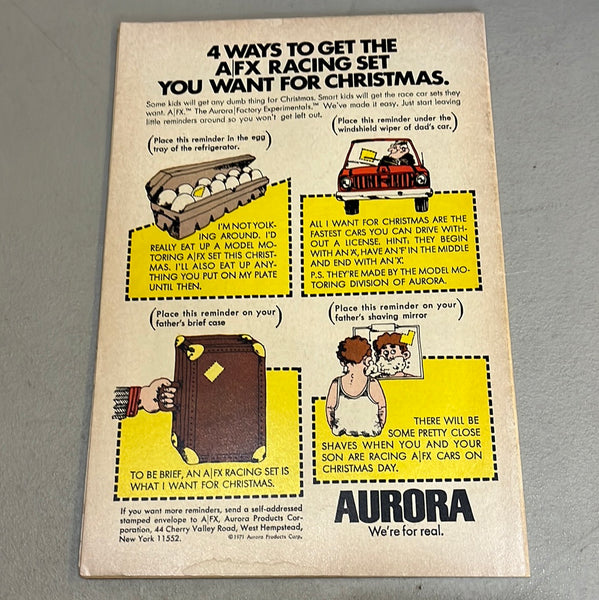 4 WAYS TO GET THE
A|FX RACING SET
YOU WANT FOR CHRISTMAS.
Some kids will get any dumb thing for Christmas. Smart kids will get the race car sets they
want. A|FX.™ The Aurora|Factory Experimentals.™ We've made it easy. Just start leaving
little reminders around so you won't get left out.
(Place this reminder in the egg
tray of the refrigerator.)
I'M NOT YOLK-
ING AROUND. I'D
REALLY EAT UP A MODEL MO-
TORING A|FX SET THIS CHRIST-
MAS. I'LL ALSO EAT UP ANY-
THING YOU PUT ON MY PLATE
UNTIL THEN.
(Place this reminder under the
windshield wiper of dad's car.)
ALL I WANT FOR CHRISTMAS ARE THE
FASTEST CARS YOU CAN DRIVE WITH-
OUT A LICENSE. HINT: THEY BEGIN
WITH AN 'A', HAVE AN 'F' IN THE MIDDLE
AND END WITH AN 'X'.
P.S. THEY'RE MADE BY THE MODEL MO-
TORING DIVISION OF AURORA.
(Place this reminder on your
father's brief case)
TO BE BRIEF, AN A|FX RACING SET IS
WHAT I WANT FOR CHRISTMAS.
(Place this reminder on your
father's shaving mirror)
THERE WILL BE
SOME PRETTY CLOSE
SHAVES WHEN YOU AND YOUR
SON ARE RACING A|FX CARS ON
CHRISTMAS DAY.
If you want more reminders, send a self-addressed
stamped envelope to A|FX, Aurora Products Cor-
poration, 44 Cherry Valley Road, West Hempstead,
New York 11552.
©1971 Aurora Products Corp.
AURORA
We're for real.